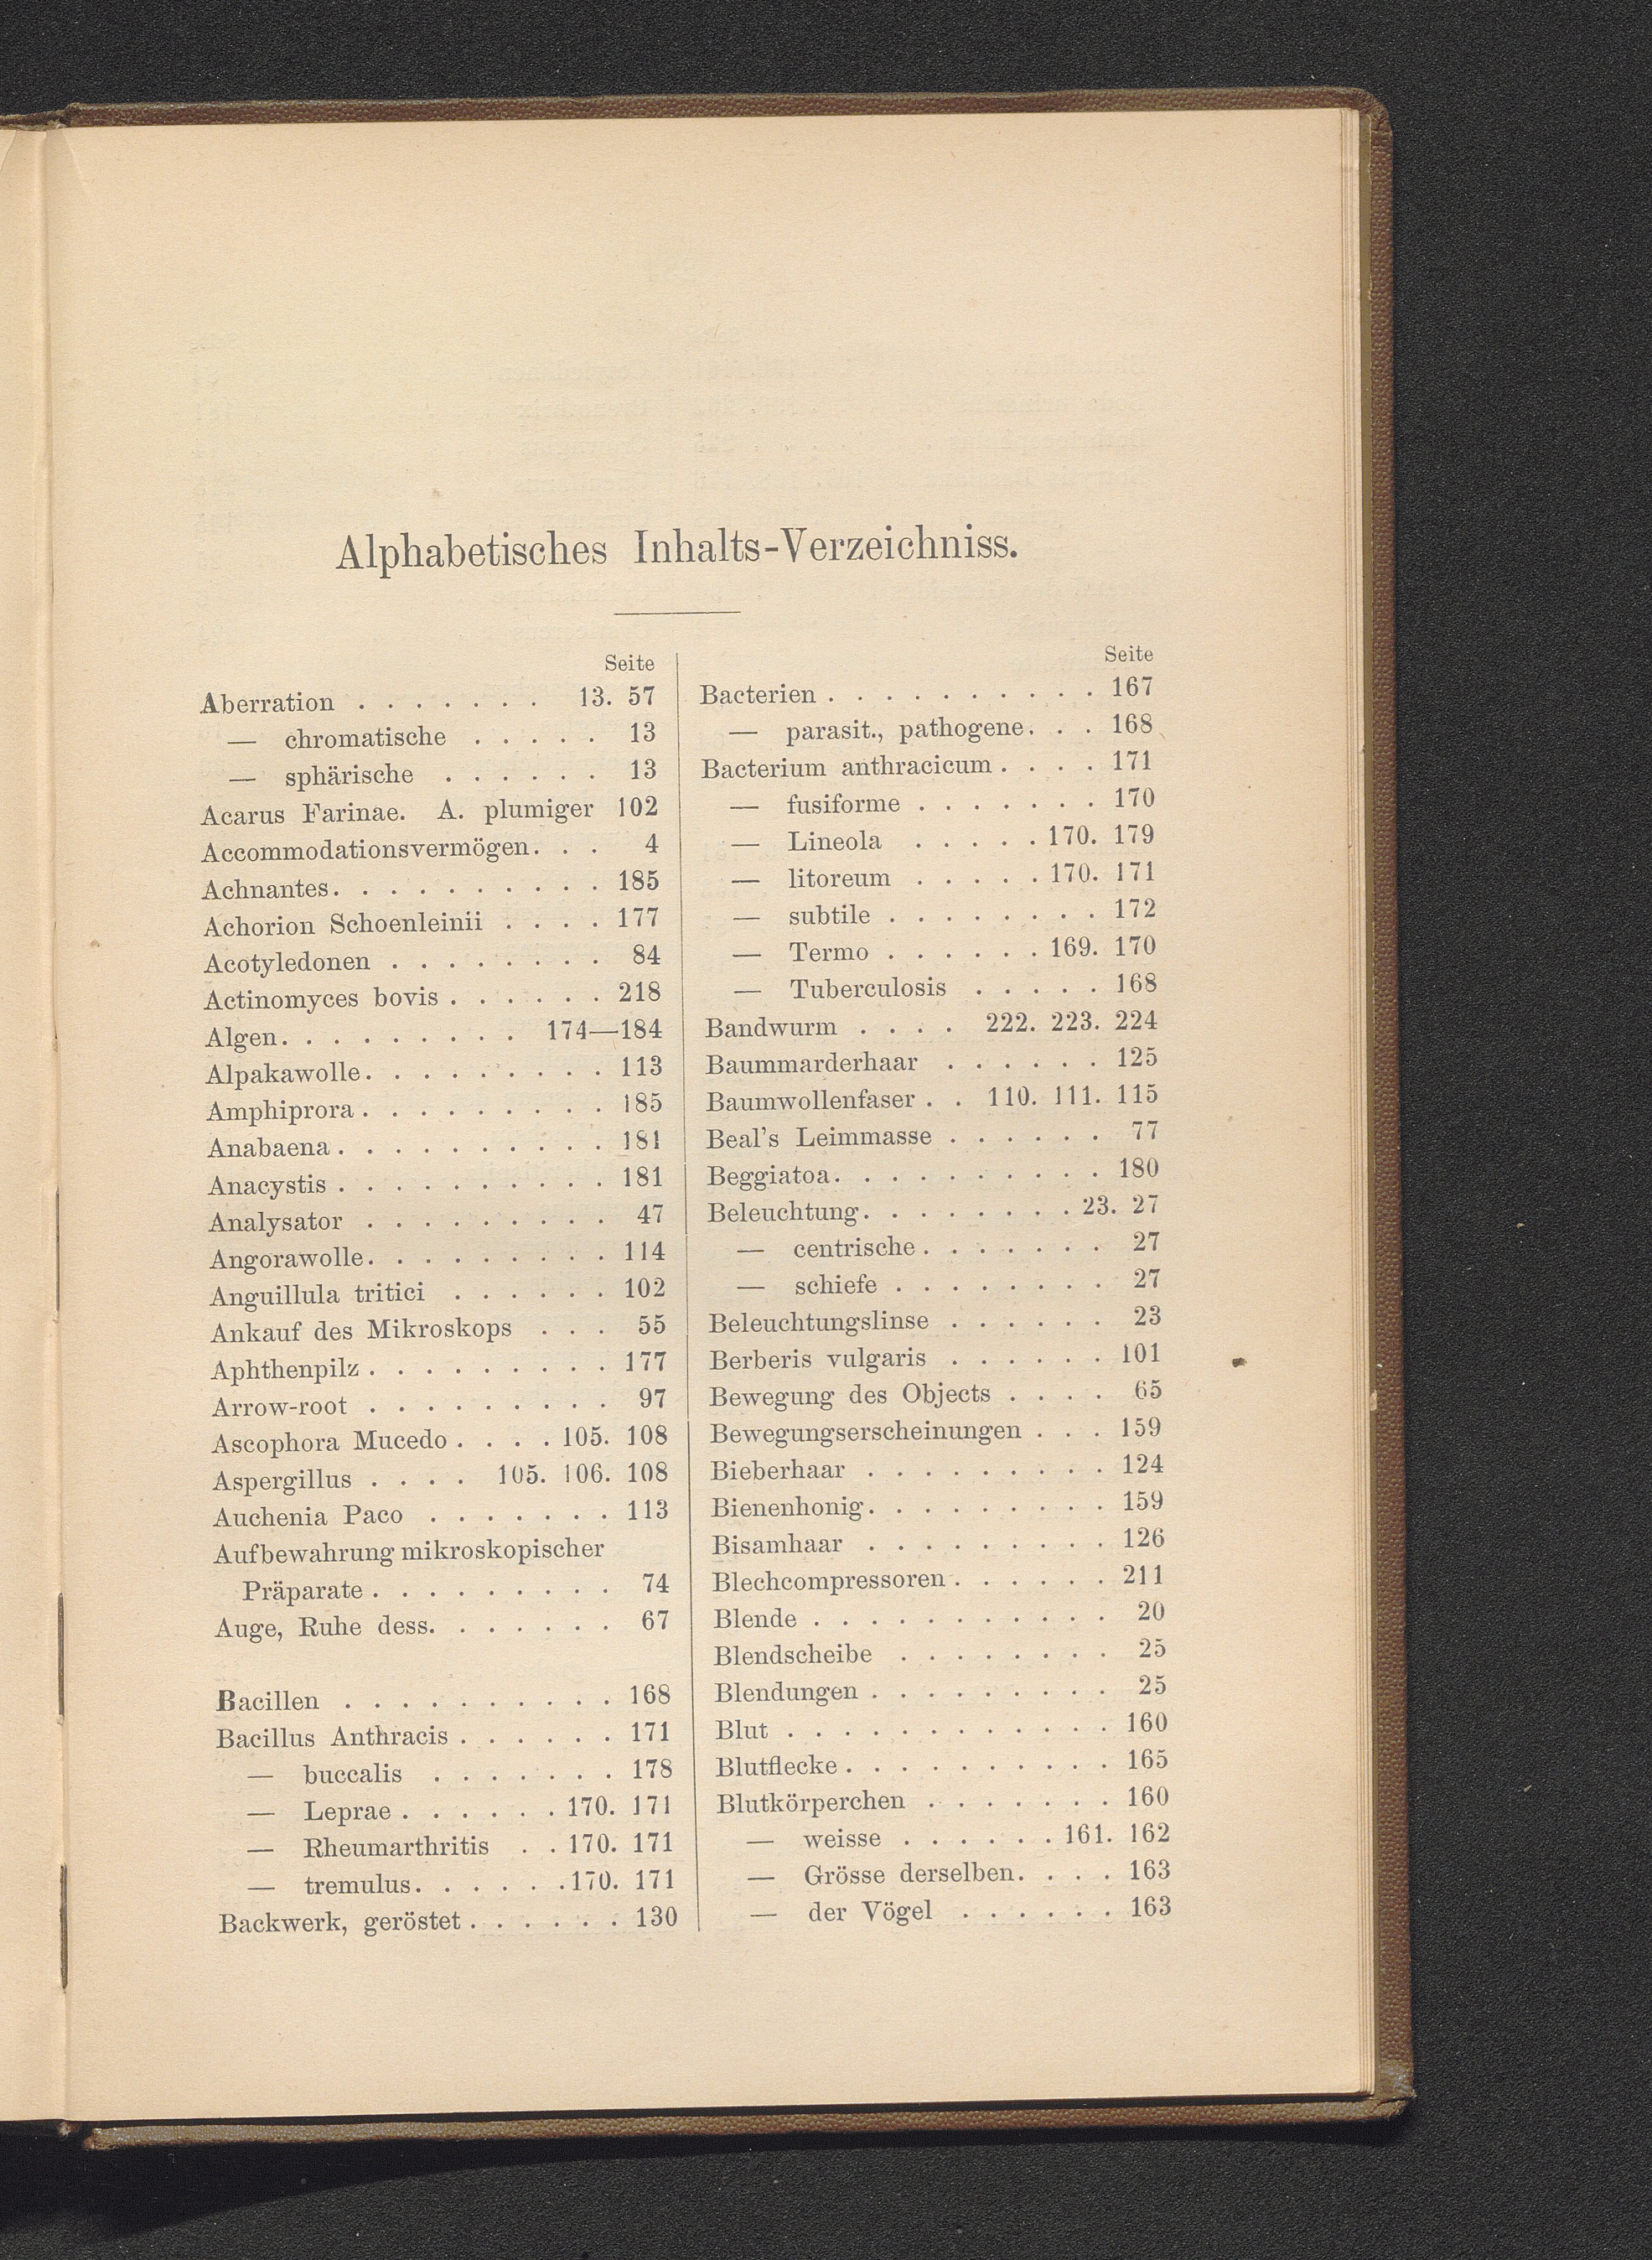 Alphabetisches Inhalts-Verzeichniss.
Seite
Aberration . . . . . . . 13. 57
— chromatische . . . . . 13
— sphärische . . . . . . 13
Acarus Farinae. A. plumiger 102
Accommodationsvermögen. . . 4
Achnantes. . . . . . . . . . 185
Achorion Schoenleinii . . . . 177
Acotyledonen . . . . . . . . 84
Actinomyces bovis . . . . . . 218
Algen. . . . . . . . . 174—184
Alpakawolle. . . . . . . . . 113
Amphiprora . . . . . . . . . 185
Anabaena . . . . . . . . . . 181
Anacystis . . . . . . . . . . 181
Analysator . . . . . . . . . 47
Angorawolle. . . . . . . . . 114
Anguillula tritici . . . . . . 102
Ankauf des Mikroskops . . . 55
Aphthenpilz . . . . . . . . . 177
Arrow-root . . . . . . . . . 97
Ascophora Mucedo . . . . 105. 108
Aspergillus . . . . 105. 106. 108
Auchenia Paco . . . . . . . 113
Aufbewahrung mikroskopischer
Präparate . . . . . . . . . 74
Auge, Ruhe dess. . . . . . . 67
Bacillen . . . . . . . . . . 168
Bacillus Anthracis . . . . . . 171
— buccalis . . . . . . . 178
— Leprae . . . . . . 170. 171
— Rheumarthritis . . 170. 171
— tremulus. . . . . . .170. 171
Backwerk, geröstet . . . . . . 130
Seite
Bacterien . . . . . . . . . . 167
— parasit., pathogene. . . 168
Bacterium anthracicum . . . . 171
— fusiforme . . . . . . . 170
— Lineola . . . . . 170. 179
— litoreum . . . . . 170. 171
— subtile . . . . . . . . 172
— Termo . . . . . . 169. 170
— Tuberculosis . . . . . 168
Bandwurm . . . . 222. 223. 224
Baummarderhaar . . . . . . 125
Baumwollenfaser . . 110. 111. 115
Beal's Leimmasse . . . . . . 77
Beggiatoa. . . . . . . . . . 180
Beleuchtung. . . . . . . . 23. 27
— centrische . . . . . . . 27
— schiefe . . . . . . . . 27
Beleuchtungslinse . . . . . . 23
Berberis vulgaris . . . . . . 101
Bewegung des Objects . . . . 65
Bewegungserscheinungen . . . 159
Bieberhaar . . . . . . . . . 124
Bienenhonig. . . . . . . . . 159
Bisamhaar . . . . . . . . . 126
Blechcompressoren . . . . . . 211
Blende . . . . . . . . . . . 20
Blendscheibe . . . . . . . . 25
Blendungen . . . . . . . . . 25
Blut . . . . . . . . . . . . 160
Blutflecke . . . . . . . . . . 165
Blutkörperchen . . . . . . . 160
— weisse . . . . . . 161. 162
— Grösse derselben. . . . 163
— der Vögel . . . . . . 163